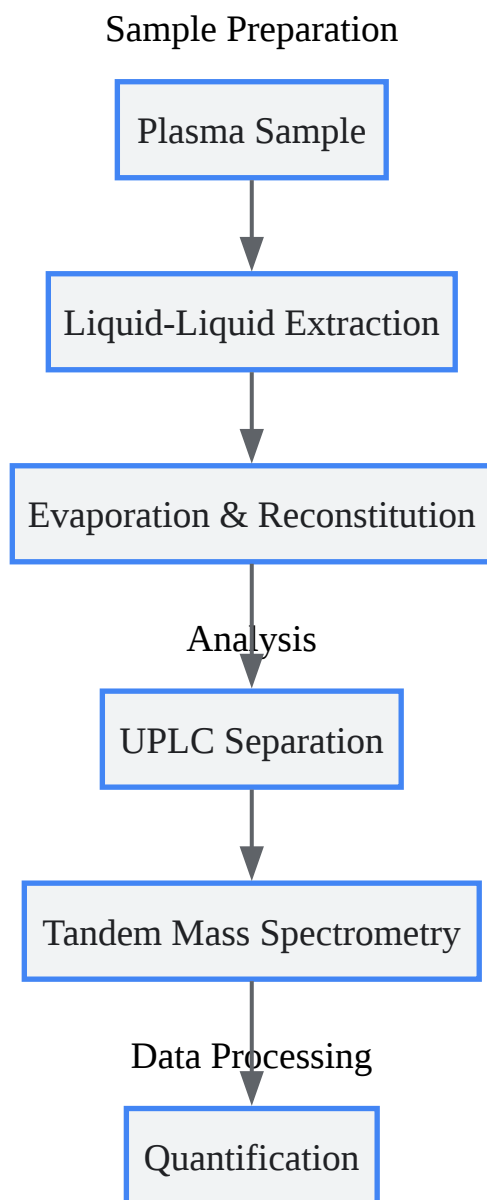 Sample Preparation
Plasma Sample
Liquid-Liquid Extraction
Evaporation & Reconstitution
Analysis
UPLC Separation
Tandem Mass Spectrometry
Data Processing
Quantification